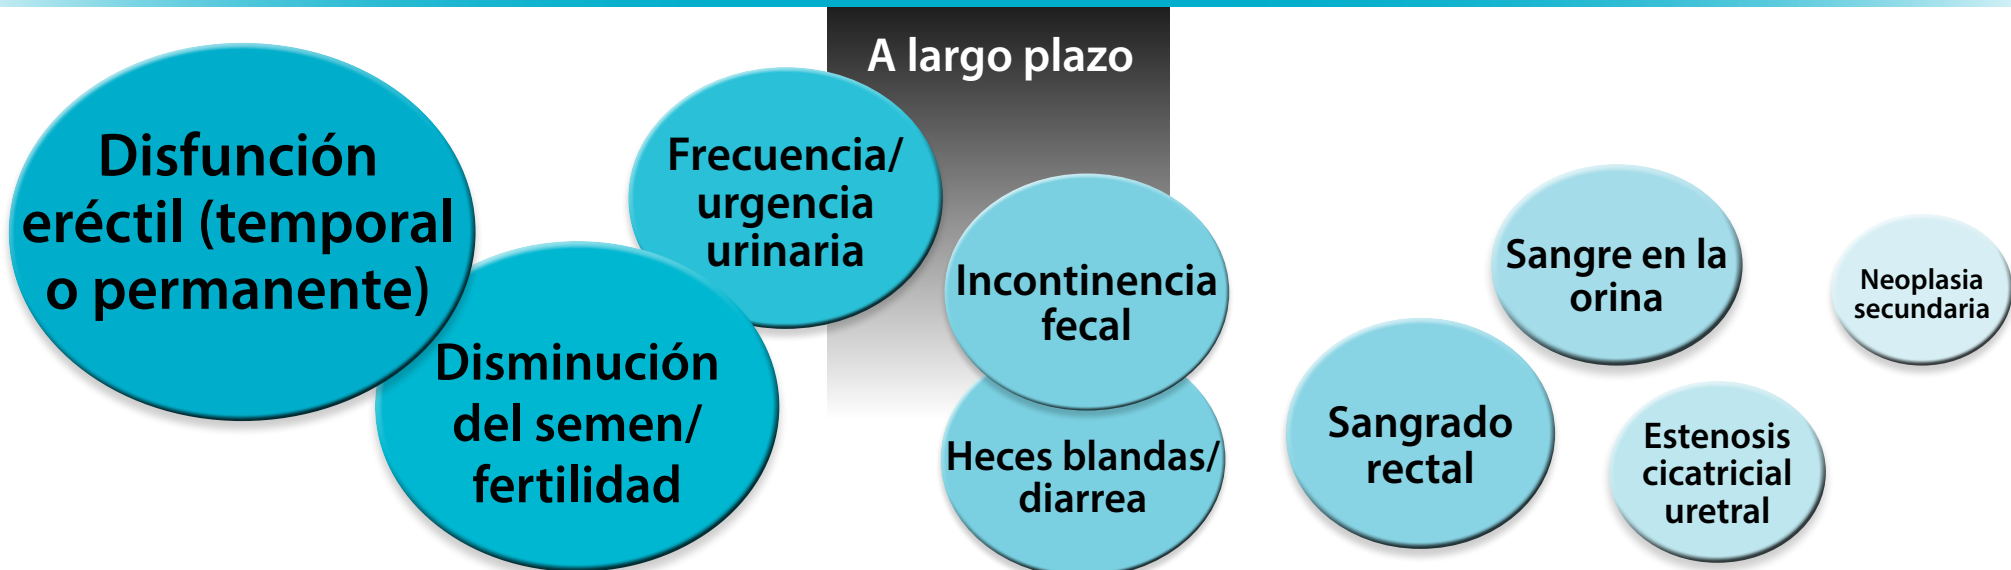 A largo plazo
Disfunción
eréctil (temporal
o permanente)
Disminución
del semen/
fertilidad
Frecuencia/
urgencia
urinaria
Incontinencia
fecal
Heces blandas/
diarrea
Sangrado
rectal
Sangre en la
orina
Estenosis
cicatricial
uretral
Neoplasia
secundaria